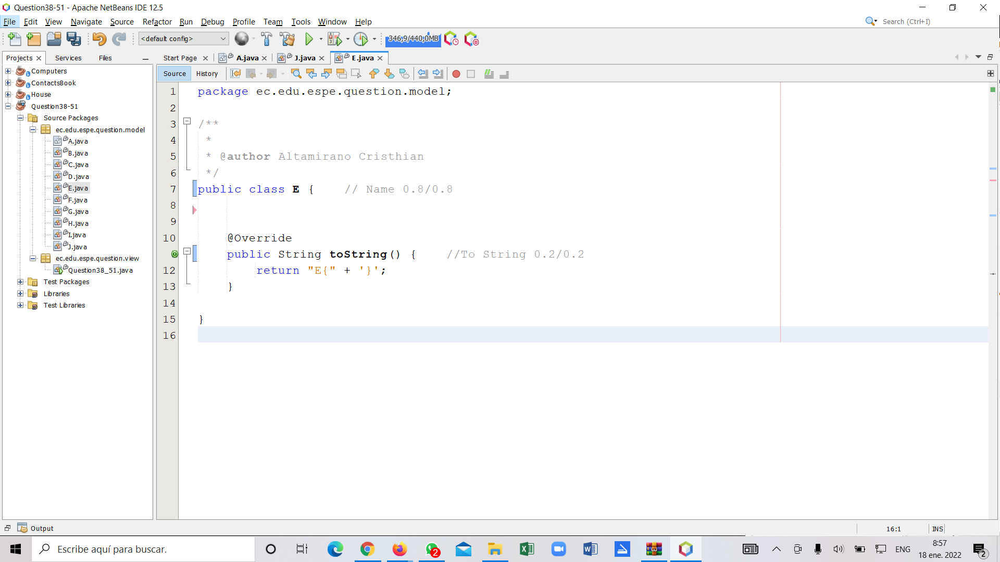 Question38-51 - Apache NetBeans IDE 12.5
File Edit View Navigate Source Refactor Run Debug Profile Team Tools Window Help
Search (Ctrl+I)
<default config>
346,9/440,0MB
Projects Services Files
Start Page A.java J.java E.java
Source History
Computers
ContactsBook
House
Question38-51
Source Packages
ec.edu.espe.question.model
A.java
B.java
C.java
D.java
E.java
F.java
G.java
H.java
I.java
J.java
ec.edu.espe.question.view
Question38_51.java
Test Packages
Libraries
Test Libraries
1 package ec.edu.espe.question.model;
2
3 /**
4 *
5 * @author Altamirano Cristhian
6 */
7 public class E { // Name 0.8/0.8
8
9
10 @Override
public String toString() { //To String 0.2/0.2
12 return "E{" + '}';
13 }
14
15 }
16
Output
16:1 INS
Escribe aquí para buscar.
2
ENG
8:57
18 ene. 2022
2